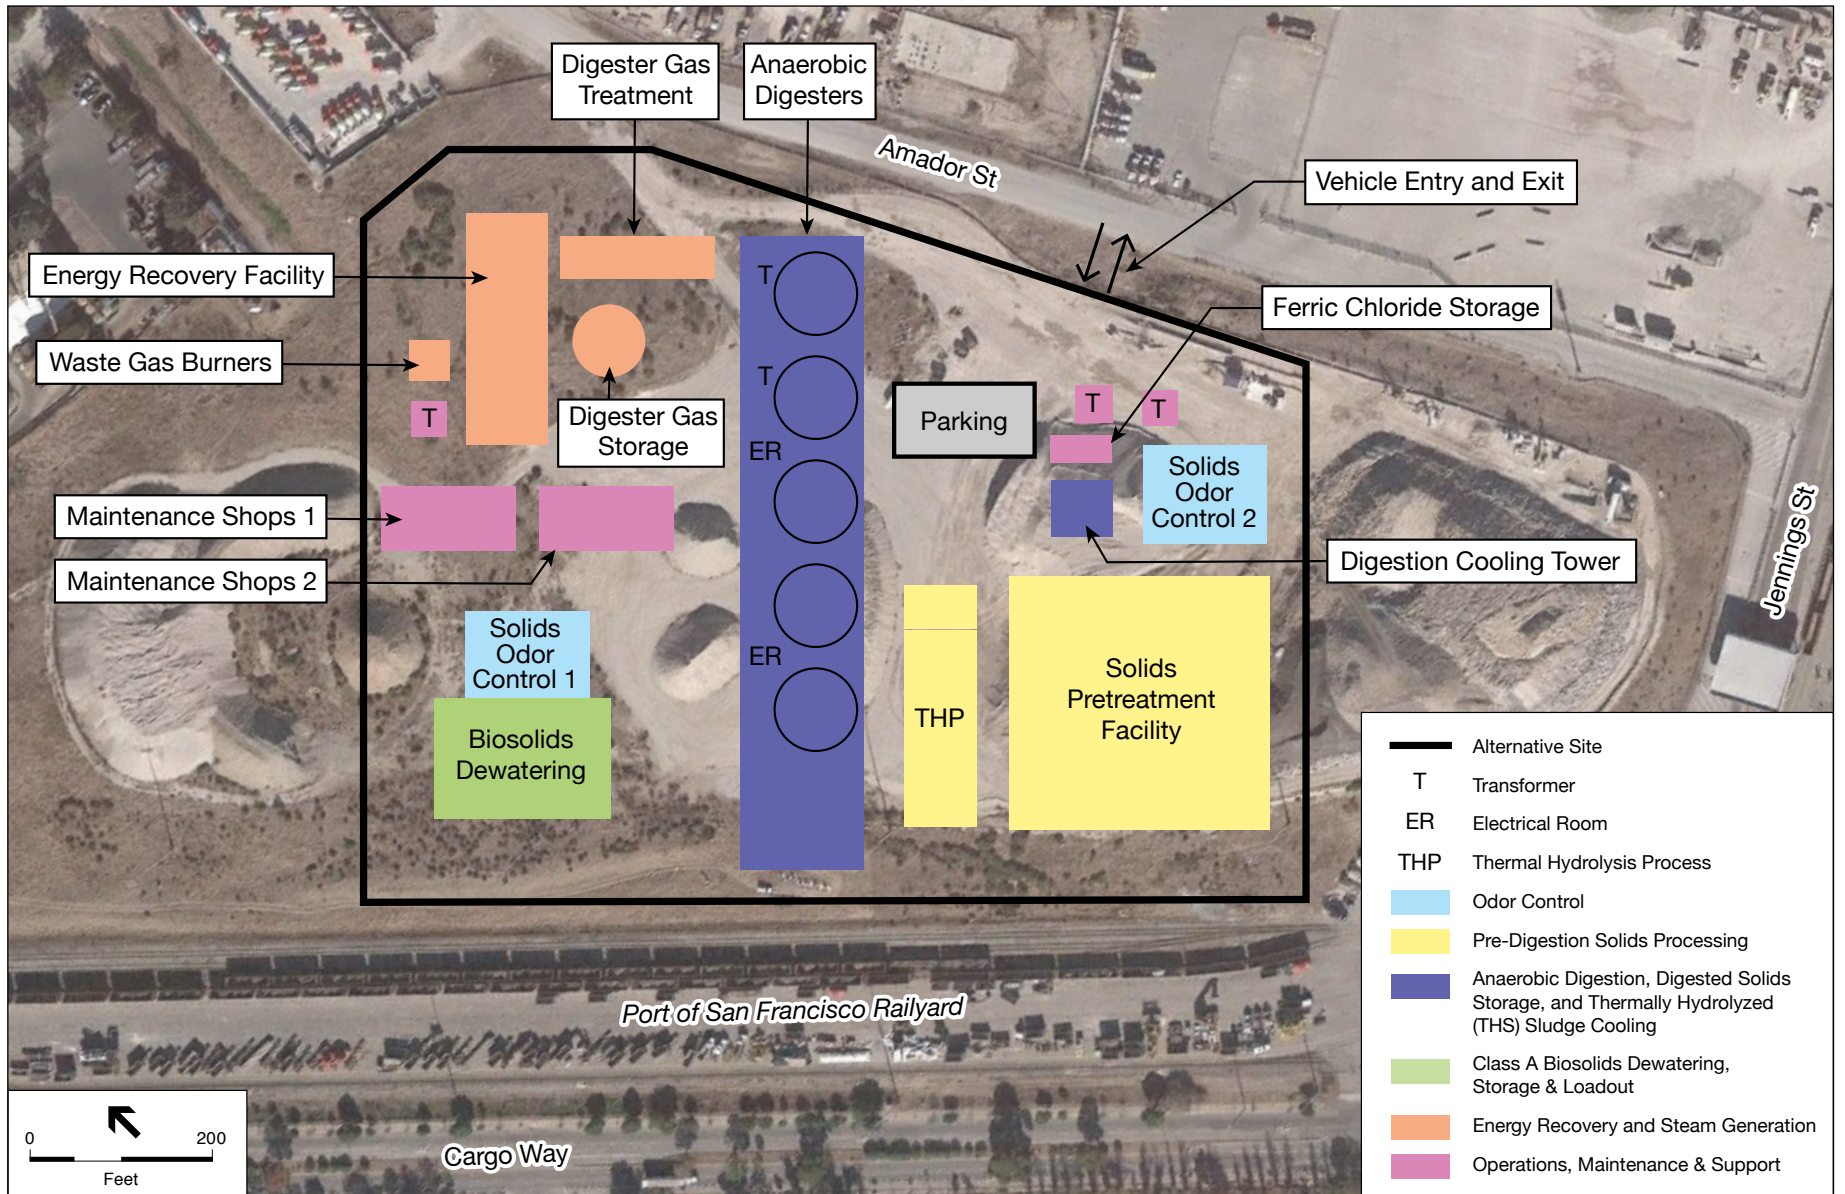 Digester Gas
Treatment
Anaerobic
Digesters
Amador St
Vehicle Entry and Exit
Energy Recovery Facility
T
Ferric Chloride Storage
Waste Gas Burners
T
T
Digester Gas
Storage
Parking
T
T
ER
Solids
Odor
Control 2
Maintenance Shops 1
Maintenance Shops 2
Digestion Cooling Tower
Jennings St
Solids
Odor
Control 1
ER
Solids
Pretreatment
Facility
THP
Biosolids
Dewatering
Alternative Site
T Transformer
ER Electrical Room
THP Thermal Hydrolysis Process
Odor Control
Pre-Digestion Solids Processing
Anaerobic Digestion, Digested Solids
Storage, and Thermally Hydrolyzed
(THS) Sludge Cooling
Class A Biosolids Dewatering,
Storage & Loadout
Energy Recovery and Steam Generation
Operations, Maintenance & Support
Port of San Francisco Railyard
Cargo Way
0 200
Feet